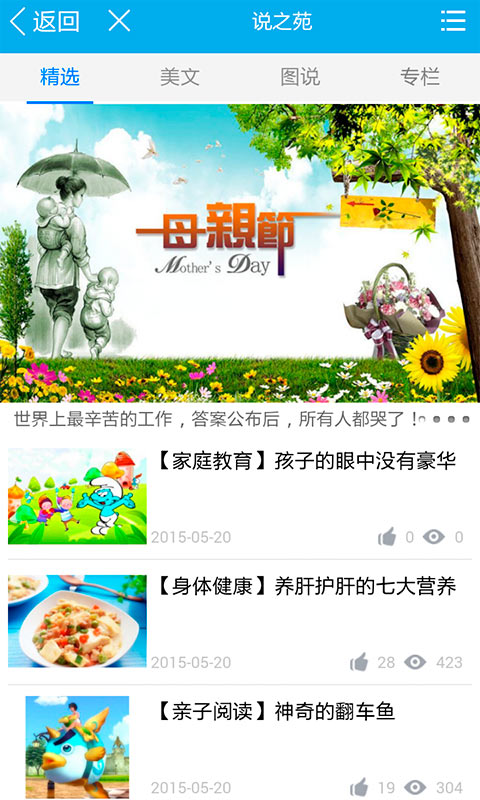 返回
说之苑
精选
美文
图说
专栏
母親節
Mother's Day
世界上最辛苦的工作，答案公布后，所有人都哭了！
【家庭教育】孩子的眼中没有豪华
2015-05-20
0
0
【身体健康】养肝护肝的七大营养
2015-05-20
28
423
【亲子阅读】神奇的翻车鱼
2015-05-20
19
304